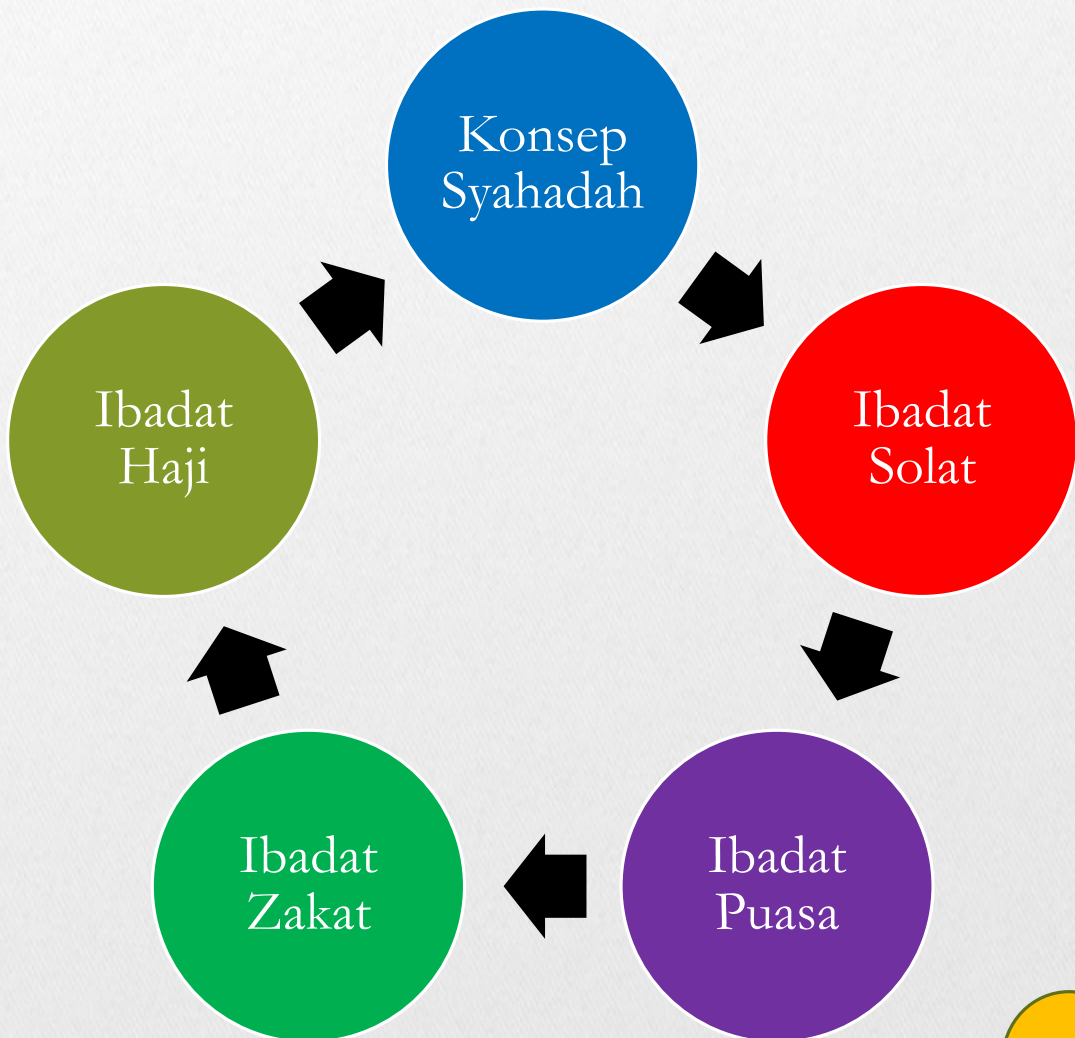 Konsep
Syahadah
Ibadat
Solat
Ibadat
Puasa
Ibadat
Zakat
Ibadat
Haji